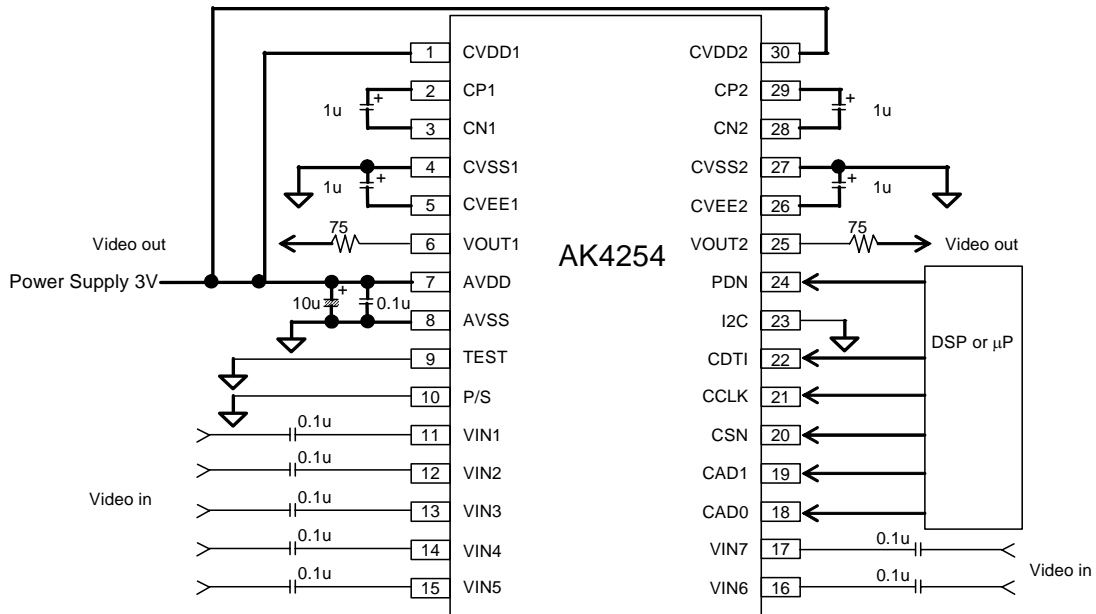 1 CVDD1 CVDD2 30
2 CP1 CP2 29
1u + + 1u
3 CN1 CN2 28
4 CVSS1 CVSS2 27
1u + + 1u
5 CVEE1 CVEE2 26
75 75
Video out 6 VOUT1 VOUT2 25 Video out
AK4254
Power Supply 3V 7 AVDD PDN 24
10u + 0.1u
8 AVSS I2C 23
DSP or μP
9 TEST CDTI 22
10 P/S CCLK 21
0.1u
11 VIN1 CSN 20
0.1u
12 VIN2 CAD1 19
Video in
0.1u
13 VIN3 CAD0 18
0.1u 0.1u
14 VIN4 VIN7 17
Video in
0.1u 0.1u
15 VIN5 VIN6 16